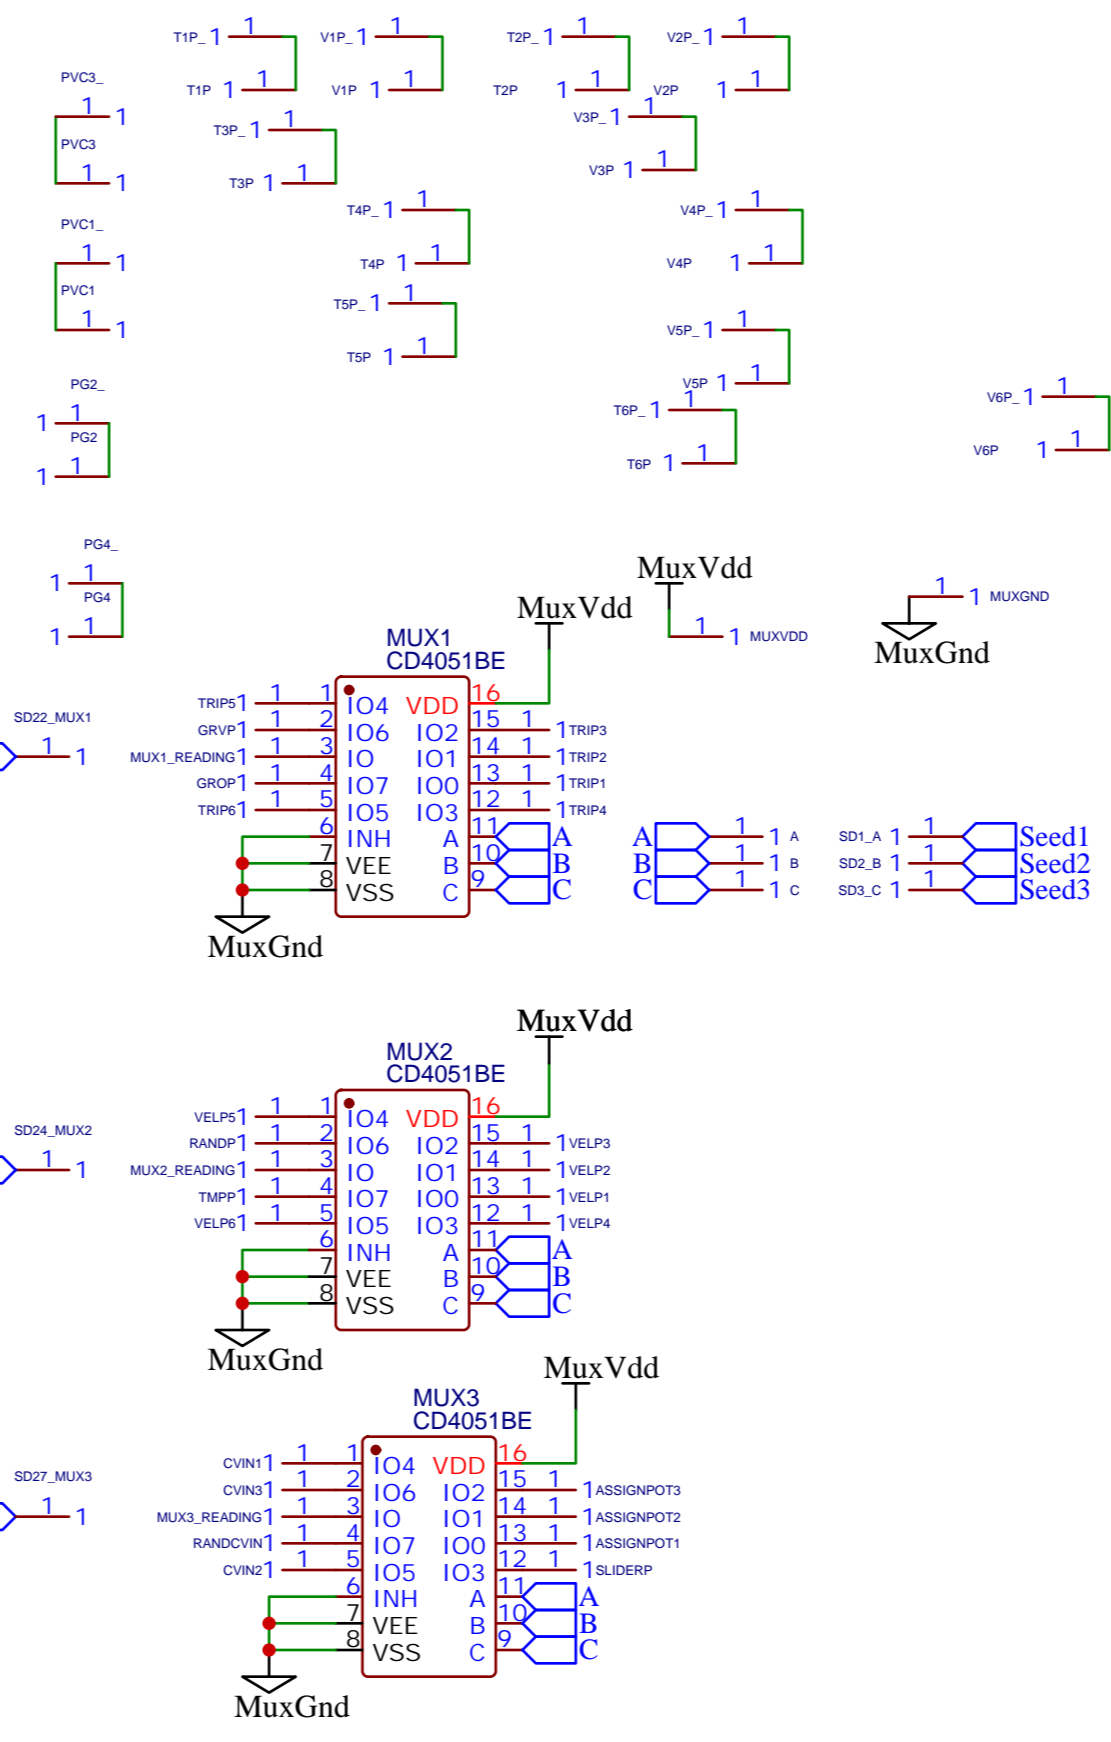 T1P_ 1 1
V1P_ 1 1
T2P_ 1 1
V2P_ 1 1
T1P 1 1
V1P 1 1
T2P 1 1
V2P 1 1
PVC3_
1 1
PVC3
1 1
T3P_ 1 1
V3P_ 1 1
T3P 1 1
V3P 1 1
PVC1_
1 1
PVC1
1 1
T4P_ 1 1
V4P_ 1 1
T4P 1 1
V4P 1 1
T5P_ 1 1
V5P_ 1 1
T5P 1 1
V5P 1 1
PG2_
1 1
PG2
1 1
T6P_ 1 1
V6P_ 1 1
T6P 1 1
V6P 1 1
PG4_
1 1
PG4
1 1
MuxVdd
1 1 MUXVDD
1 1 MUXGND
MuxGnd
MuxVdd
MUX1
CD4051BE
SD22_MUX1
1 1
TRIP5 1 1 1 IO4 VDD 16
GRVP 1 1 2 IO6 IO2 15 1 1 TRIP3
MUX1_READING 1 1 3 IO IO1 14 1 1 TRIP2
GROP 1 1 4 IO7 IO0 13 1 1 TRIP1
TRIP6 1 1 5 IO5 IO3 12 1 1 TRIP4
6 INH A 11 A
7 VEE B 10 B
8 VSS C 9 C
MuxGnd
A 1 1 A
B 1 1 B
C 1 1 C
SD1_A 1 1 Seed1
SD2_B 1 1 Seed2
SD3_C 1 1 Seed3
MuxVdd
MUX2
CD4051BE
SD24_MUX2
1 1
VELP5 1 1 1 IO4 VDD 16
RANDP 1 1 2 IO6 IO2 15 1 1 VELP3
MUX2_READING 1 1 3 IO IO1 14 1 1 VELP2
TMPP 1 1 4 IO7 IO0 13 1 1 VELP1
VELP6 1 1 5 IO5 IO3 12 1 1 VELP4
6 INH A 11 A
7 VEE B 10 B
8 VSS C 9 C
MuxGnd
MuxVdd
MUX3
CD4051BE
SD27_MUX3
1 1
CVIN1 1 1 1 IO4 VDD 16
CVIN3 1 1 2 IO6 IO2 15 1 1 ASSIGNPOT3
MUX3_READING 1 1 3 IO IO1 14 1 1 ASSIGNPOT2
RANDCVIN 1 1 4 IO7 IO0 13 1 1 ASSIGNPOT1
CVIN2 1 1 5 IO5 IO3 12 1 1 SLIDERP
6 INH A 11 A
7 VEE B 10 B
8 VSS C 9 C
MuxGnd